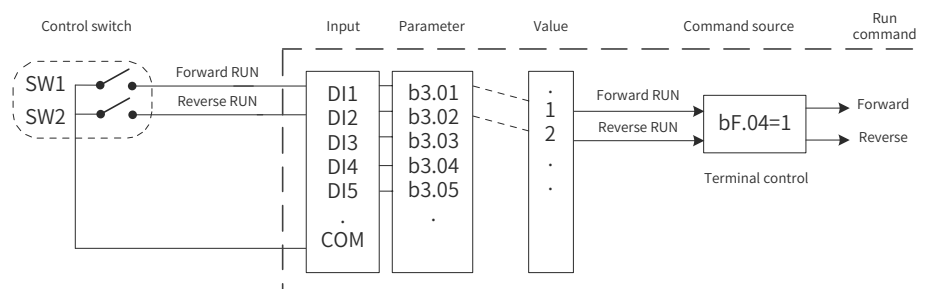 Control switch
Input
Parameter
Value
Command source
Run
command
SW1
SW2
Forward RUN
Reverse RUN
DI1
DI2
DI3
DI4
DI5
.
COM
b3.01
b3.02
b3.03
b3.04
b3.05
.
.
1
2
.
.
Forward RUN
Reverse RUN
bF.04=1
Terminal control
Forward
Reverse